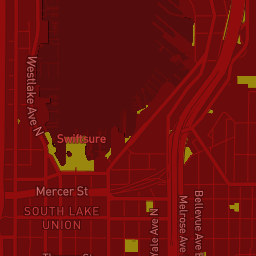 Westlake Ave N
Swiftsure
Mercer St
SOUTH LAKE
UNION
Yale Ave N
Melrose Ave
Bellevue Ave